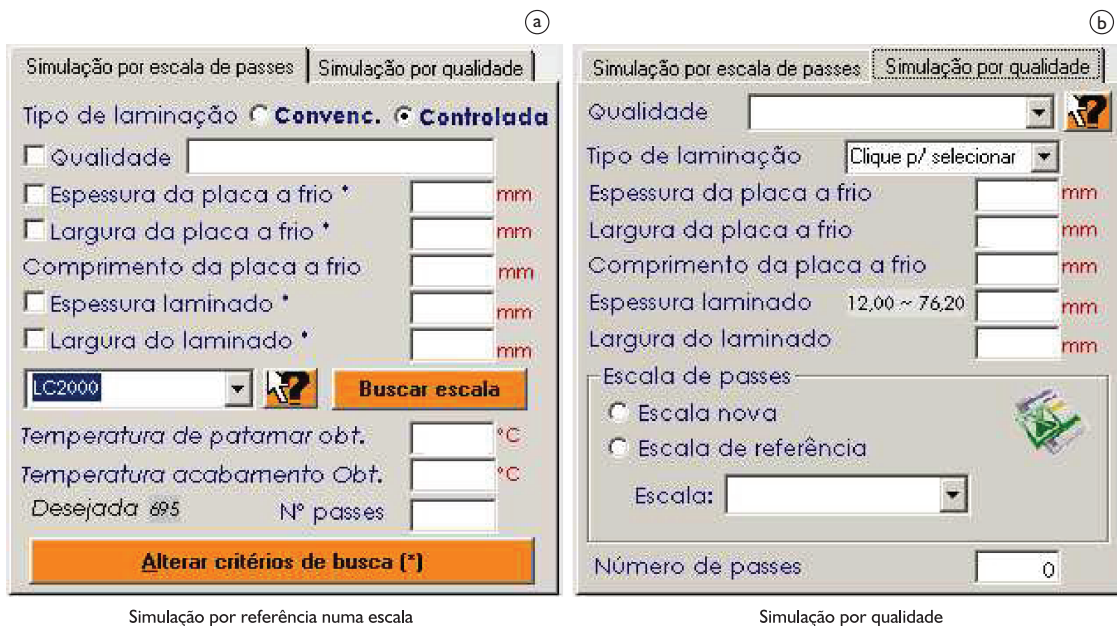 a
Simulação por escala de passes
Simulação por qualidade
Tipo de laminação Convenc. Controlada
Qualidade
Espessura da placa a frio * mm
Largura da placa a frio * mm
Comprimento da placa a frio mm
Espessura laminado * mm
Largura do laminado * mm
LC2000 Buscar escala
Temperatura de patamar obt. °C
Temperatura acabamento Obt. °C
Desejada 695 Nº passes
Alterar critérios de busca (*)
Simulação por referência numa escala
b
Simulação por escala de passes
Simulação por qualidade
Qualidade
Tipo de laminação Clique p/ selecionar
Espessura da placa a frio mm
Largura da placa a frio mm
Comprimento da placa a frio mm
Espessura laminado 12,00 ~ 76,20 mm
Largura do laminado mm
Escala de passes
Escala nova
Escala de referência
Escala:
Número de passes 0
Simulação por qualidade